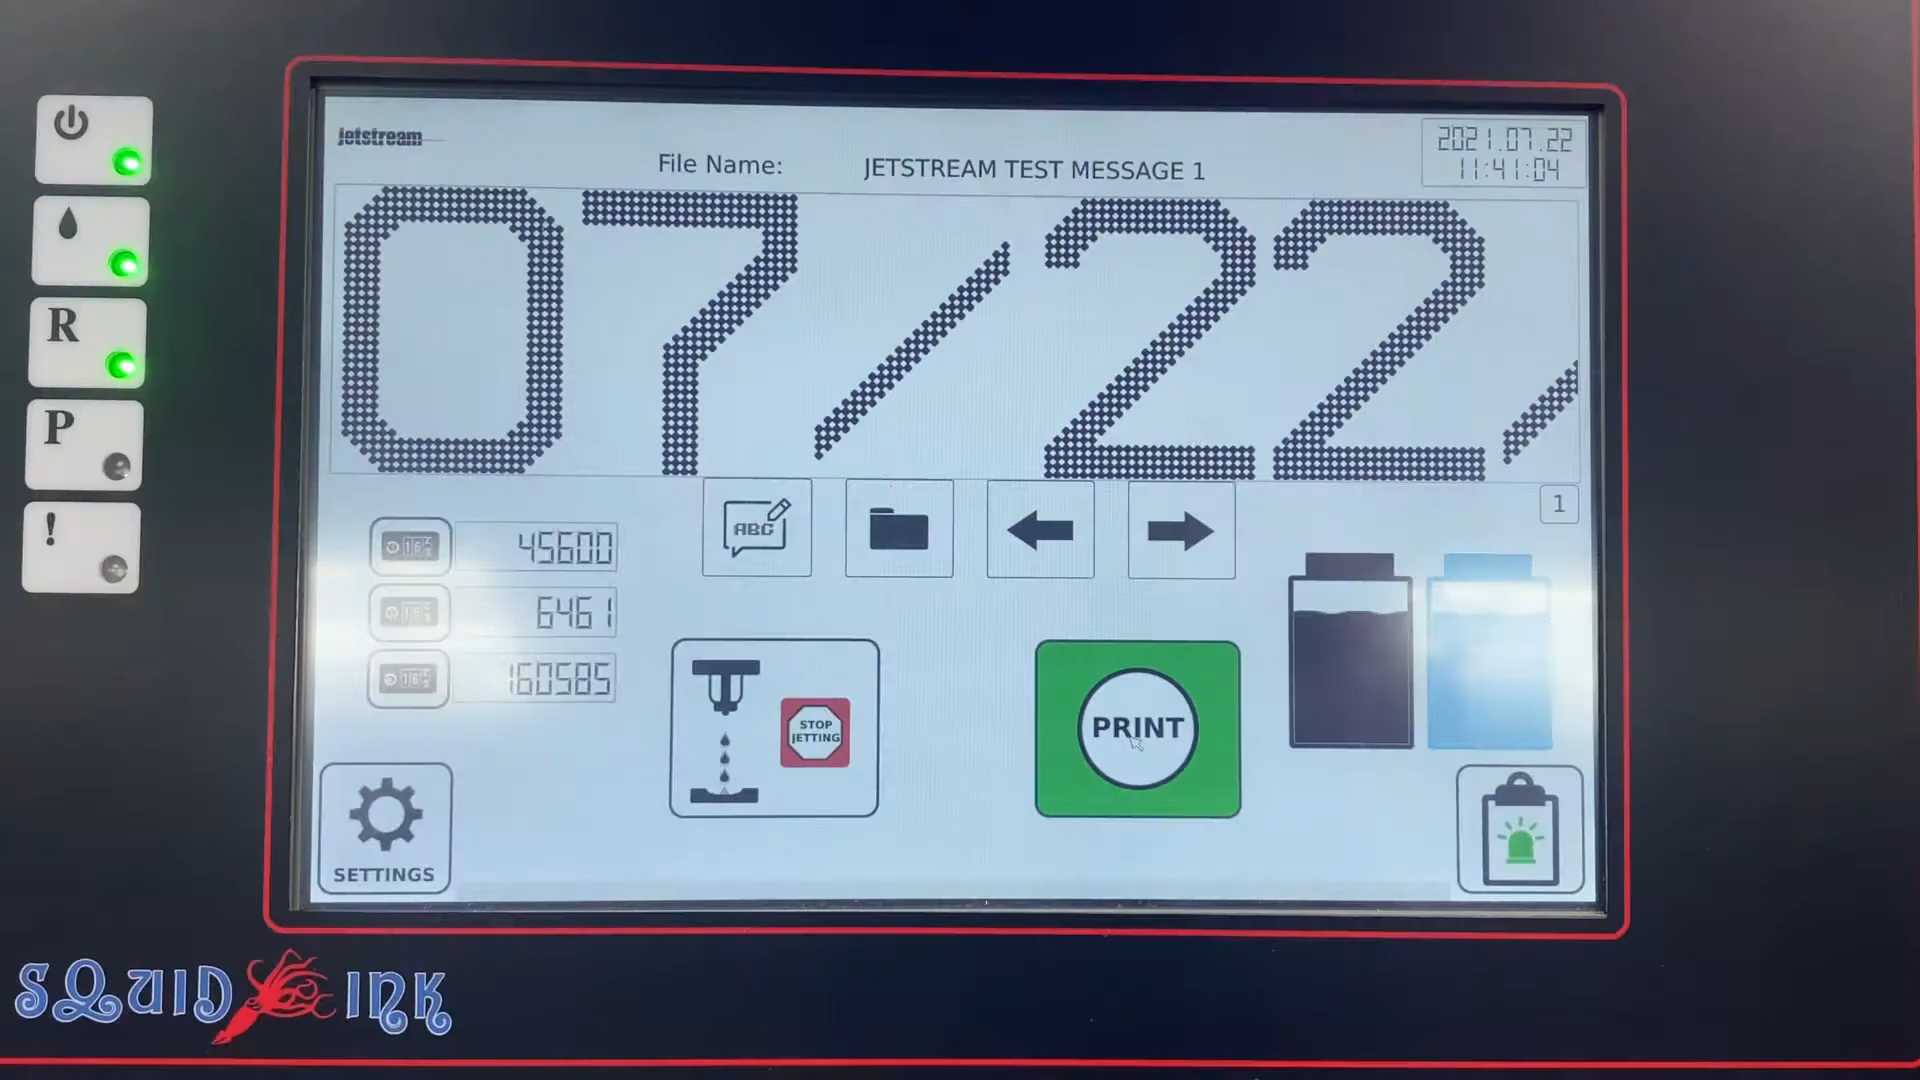 jetstream
File Name: JETSTREAM TEST MESSAGE 1
2021.07.22
11:41:04
07/22/
R
P
!
ABC
1
45600
6461
160585
STOP
JETTING
PRINT
SETTINGS
SQUID INK